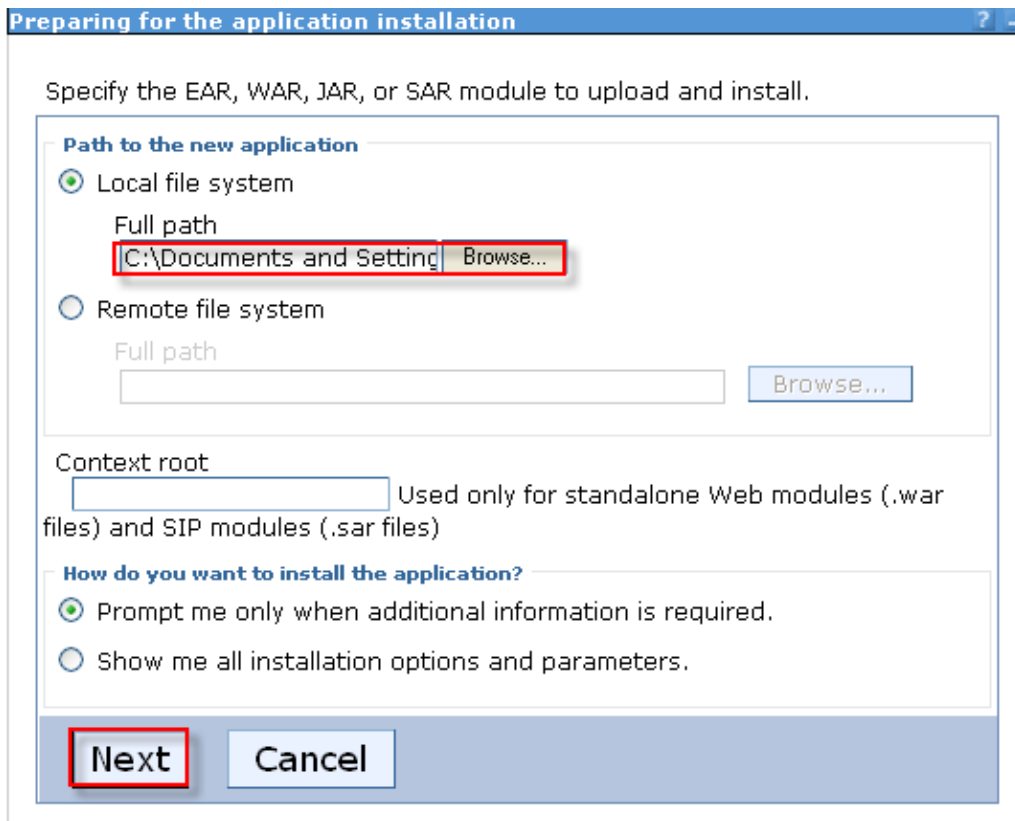 Preparing for the application installation ?
Specify the EAR, WAR, JAR, or SAR module to upload and install.
Path to the new application
Local file system
Full path
C:\Documents and Setting Browse...
Remote file system
Full path
Browse...
Context root
Used only for standalone Web modules (.war
files) and SIP modules (.sar files)
How do you want to install the application?
Prompt me only when additional information is required.
Show me all installation options and parameters.
Next Cancel